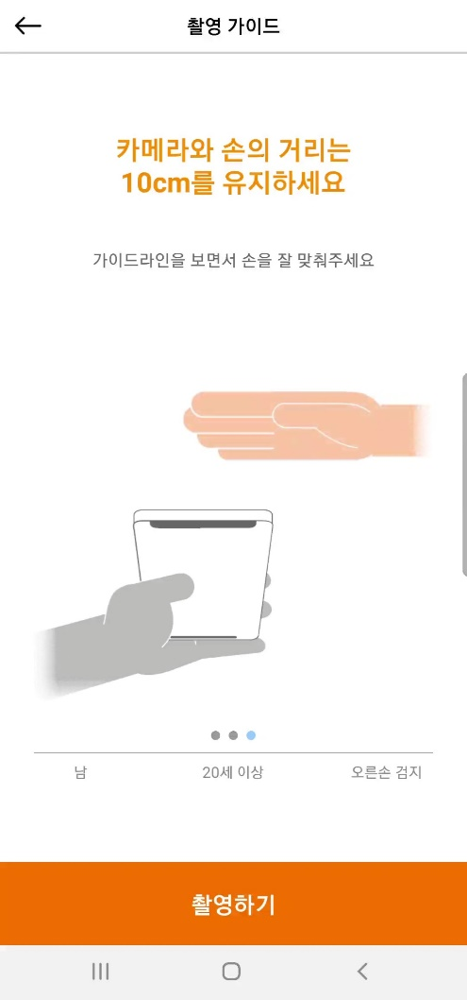 촬영 가이드
카메라와 손의 거리는
10cm를 유지하세요
가이드라인을 보면서 손을 잘 맞춰주세요
남 20세 이상 오른손 검지
촬영하기